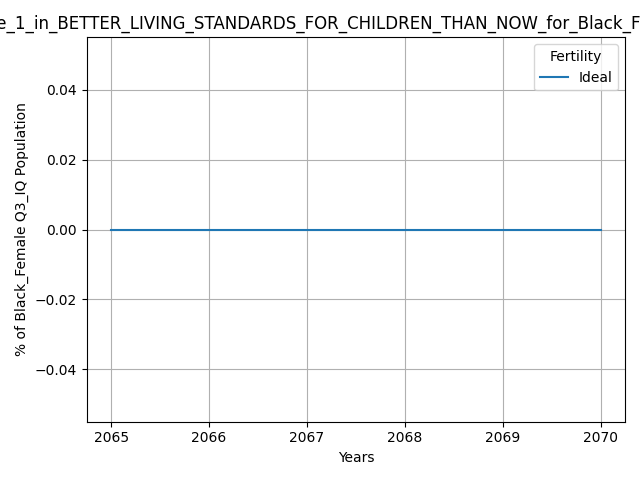 e_1_in_BETTER_LIVING_STANDARDS_FOR_CHILDREN_THAN_NOW_for_Black_F
Fertility
Ideal
% of Black_Female Q3_IQ Population
0.04
0.02
0.00
−0.02
−0.04
2065 2066 2067 2068 2069 2070
Years